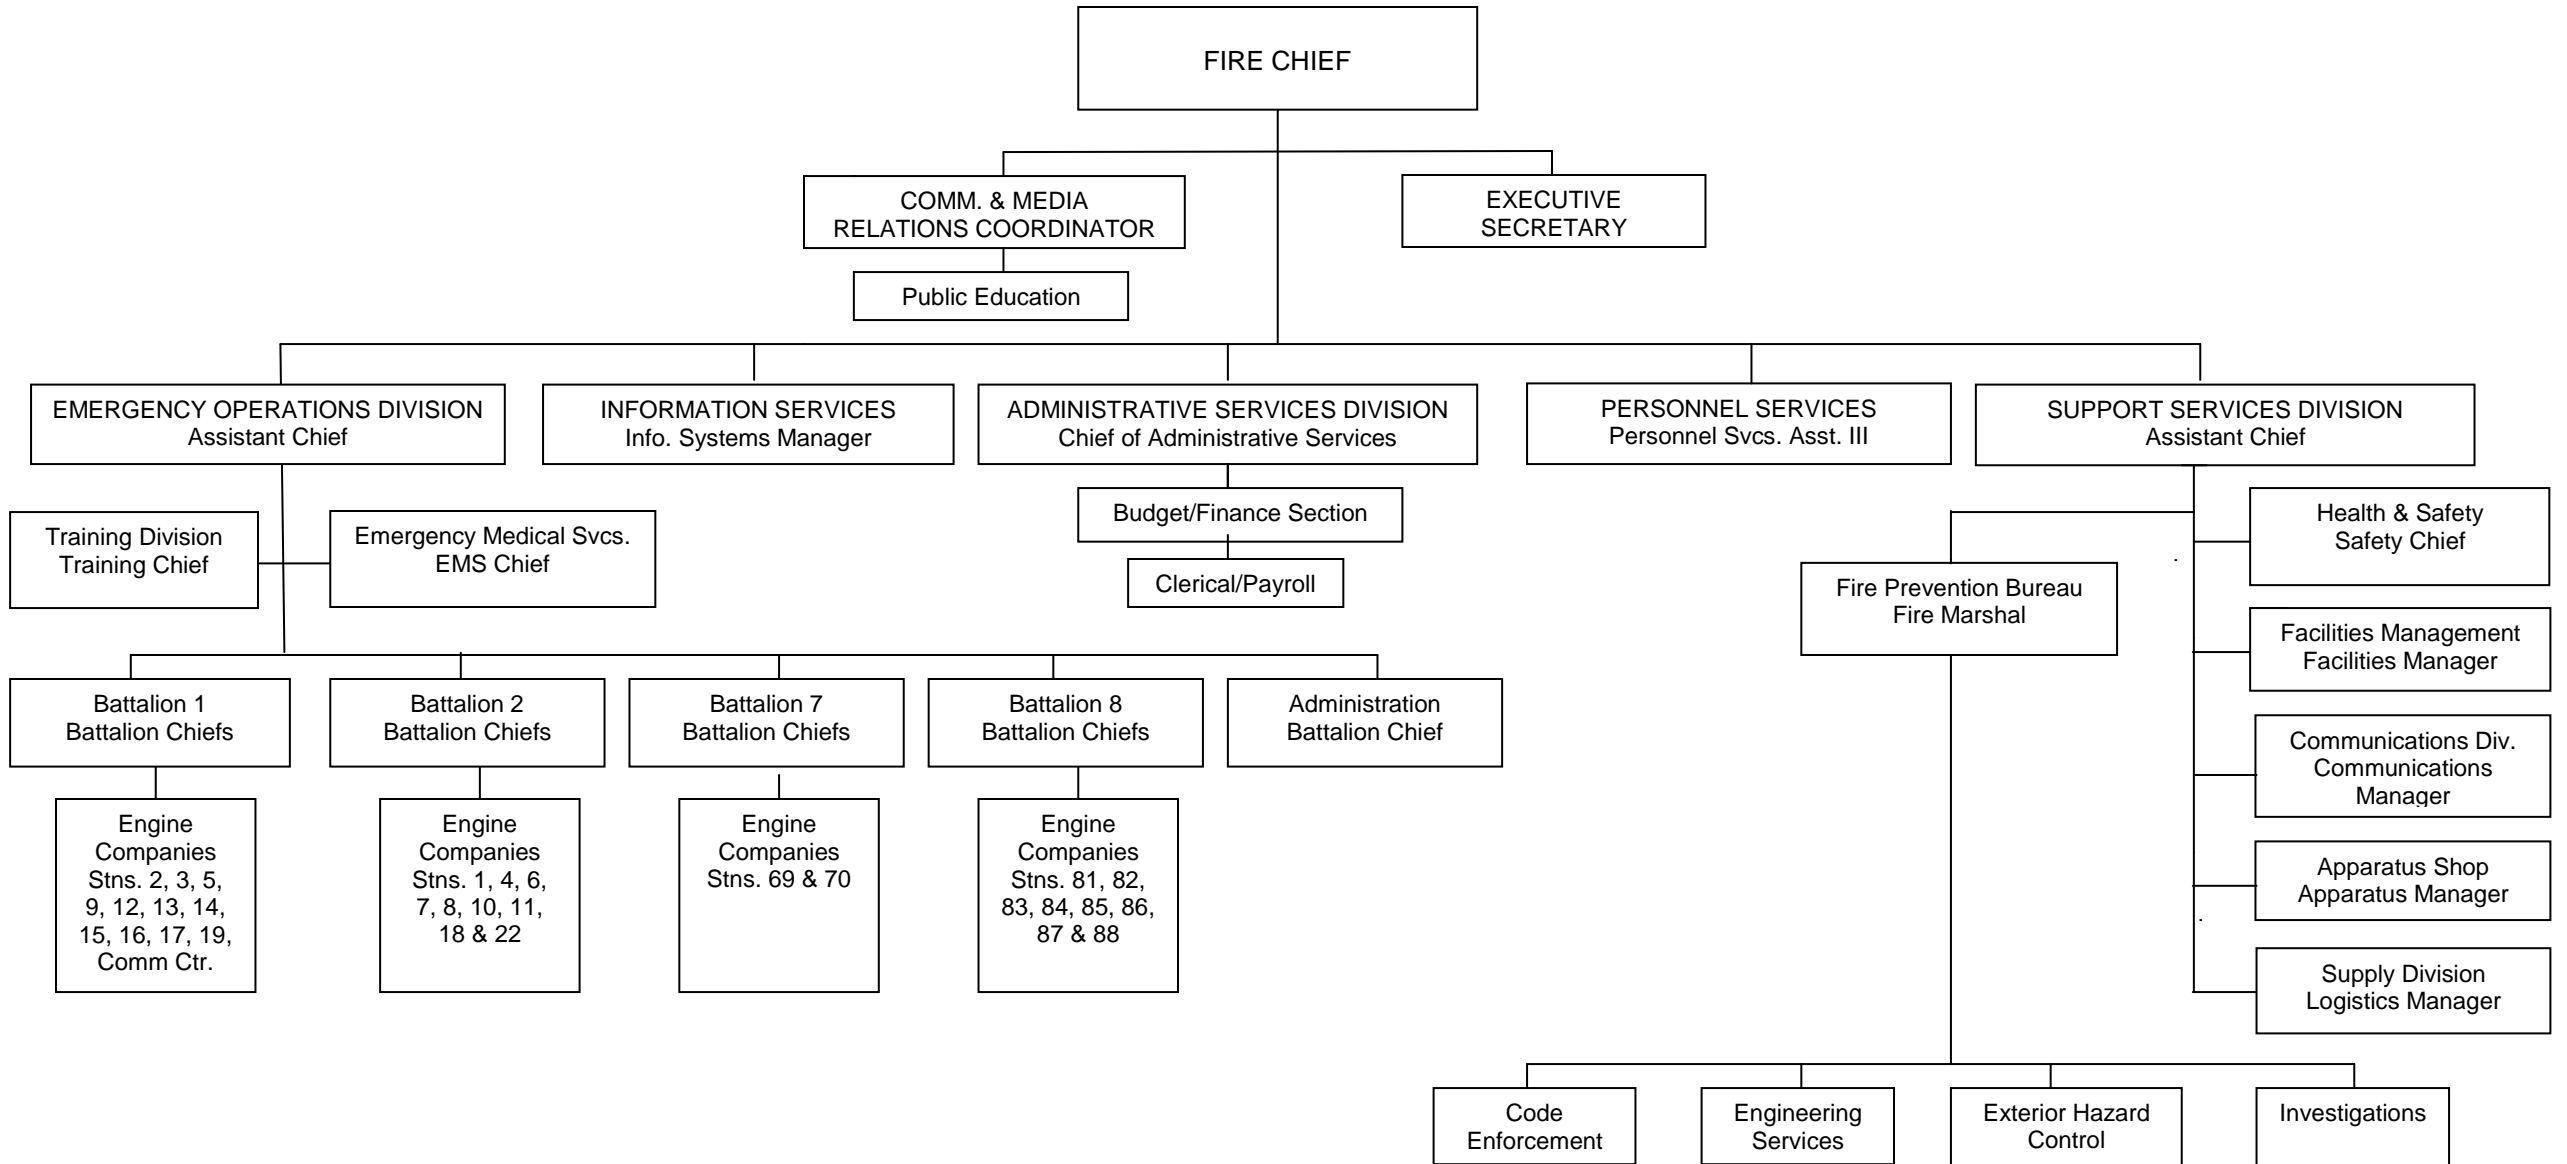 FIRE CHIEF
COMM. & MEDIA
RELATIONS COORDINATOR
EXECUTIVE
SECRETARY
Public Education
EMERGENCY OPERATIONS DIVISION
Assistant Chief
INFORMATION SERVICES
Info. Systems Manager
ADMINISTRATIVE SERVICES DIVISION
Chief of Administrative Services
PERSONNEL SERVICES
Personnel Svcs. Asst. III
SUPPORT SERVICES DIVISION
Assistant Chief
Training Division
Training Chief
Emergency Medical Svcs.
EMS Chief
Budget/Finance Section
Clerical/Payroll
Fire Prevention Bureau
Fire Marshal
Health & Safety
Safety Chief
Facilities Management
Facilities Manager
Communications Div.
Communications
Manager
Apparatus Shop
Apparatus Manager
Supply Division
Logistics Manager
Battalion 1
Battalion Chiefs
Battalion 2
Battalion Chiefs
Battalion 7
Battalion Chiefs
Battalion 8
Battalion Chiefs
Administration
Battalion Chief
Engine
Companies
Stns. 2, 3, 5,
9, 12, 13, 14,
15, 16, 17, 19,
Comm Ctr.
Engine
Companies
Stns. 1, 4, 6,
7, 8, 10, 11,
18 & 22
Engine
Companies
Stns. 69 & 70
Engine
Companies
Stns. 81, 82,
83, 84, 85, 86,
87 & 88
Code
Enforcement
Engineering
Services
Exterior Hazard
Control
Investigations